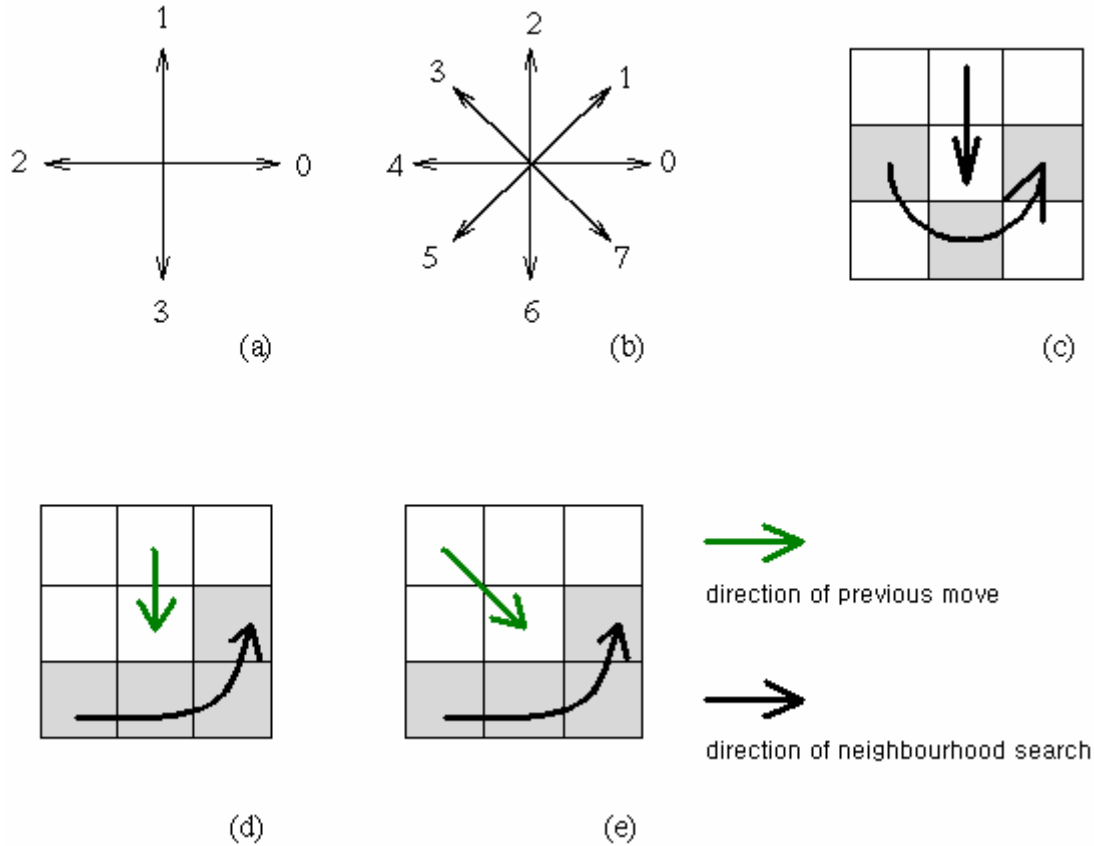 1
2
0
3
(a)
2
3
1
4
0
5
7
6
(b)
(c)
(d)
(e)
direction of previous move
direction of neighbourhood search